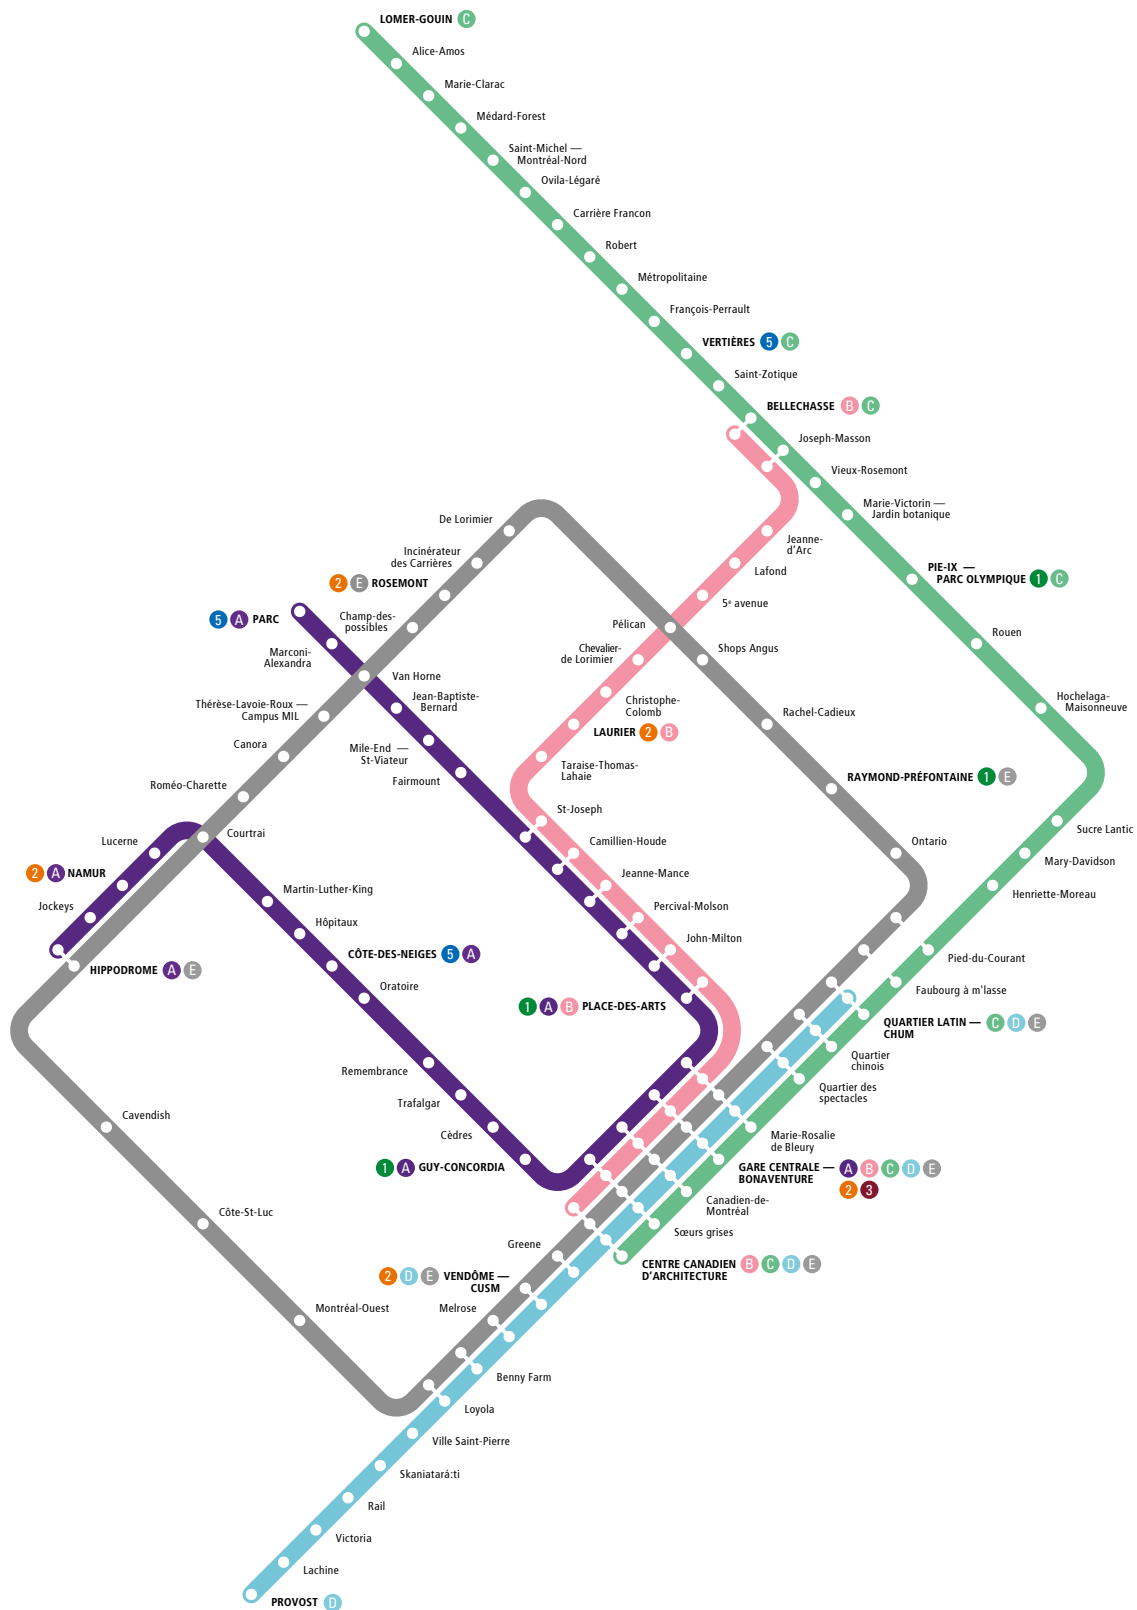 LOMER-GOUIN C
Alice-Amos
Marie-Clarac
Médard-Forest
Saint-Michel —
Montréal-Nord
Ovila-Légaré
Carrière Francon
Robert
Métropolitaine
François-Perrault
VERTIÈRES 5 C
Saint-Zotique
BELLECHASSE B C
Joseph-Masson
Vieux-Rosemont
Marie-Victorin —
Jardin botanique
De Lorimier
Jeanne-
d'Arc
Incinérateur
des Carrières
Lafond
PIE-IX —
PARC OLYMPIQUE 1 C
2 E ROSEMONT
5e avenue
5 A PARC
Champ-des-
possibles
Pélican
Rouen
Marconi-
Alexandra
Chevalier-
de Lorimier
Shops Angus
Van Horne
Jean-Baptiste-
Bernard
Thérèse-Lavoie-Roux —
Campus MIL
Christophe-
Colomb
Rachel-Cadieux
Hochelaga-
Maisonneuve
LAURIER 2 B
Canora
Mile-End —
St-Viateur
Taraise-Thomas-
Lahaie
Fairmount
RAYMOND-PRÉFONTAINE 1 E
Roméo-Charette
St-Joseph
Sucre Lantic
Courtrai
Lucerne
Camillien-Houde
Ontario
Mary-Davidson
2 A NAMUR
Jeanne-Mance
Martin-Luther-King
Henriette-Moreau
Jockeys
Percival-Molson
Hôpitaux
John-Milton
CÔTE-DES-NEIGES 5 A
Pied-du-Courant
HIPPODROME A E
Oratoire
Faubourg à m'lasse
1 A B PLACE-DES-ARTS
QUARTIER LATIN — C D E
CHUM
Quartier
chinois
Remembrance
Quartier des
spectacles
Trafalgar
Cavendish
Cèdres
Marie-Rosalie
de Bleury
1 A GUY-CONCORDIA
GARE CENTRALE — A B C D E
BONAVENTURE 2 3
Canadien-de-
Montréal
Côte-St-Luc
Sœurs grises
Greene
CENTRE CANADIEN B C D E
D'ARCHITECTURE
2 D E VENDÔME —
CUSM
Montréal-Ouest
Melrose
Benny Farm
Loyola
Ville Saint-Pierre
Skaniatará:ti
Rail
Victoria
Lachine
PROVOST D